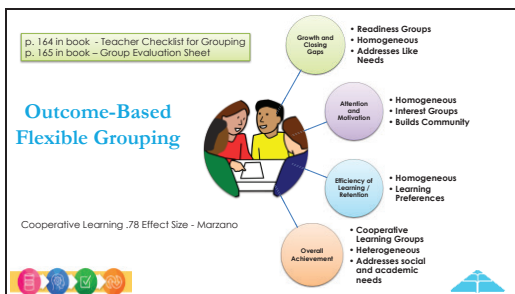 p. 164 in book  - Teacher Checklist for Grouping
p. 165 in book – Group Evaluation Sheet
Outcome-Based
Flexible Grouping
Cooperative Learning .78 Effect Size - Marzano
Growth and
Closing
Gaps
• Readiness Groups
• Homogeneous
• Addresses Like
Needs
Attention
and
Motivation
• Homogeneous
• Interest Groups
• Builds Community
Efficiency of
Learning /
Retention
• Homogeneous
• Learning
Preferences
Overall
Achievement
• Cooperative
Learning Groups
• Heterogeneous
• Addresses social
and academic
needs